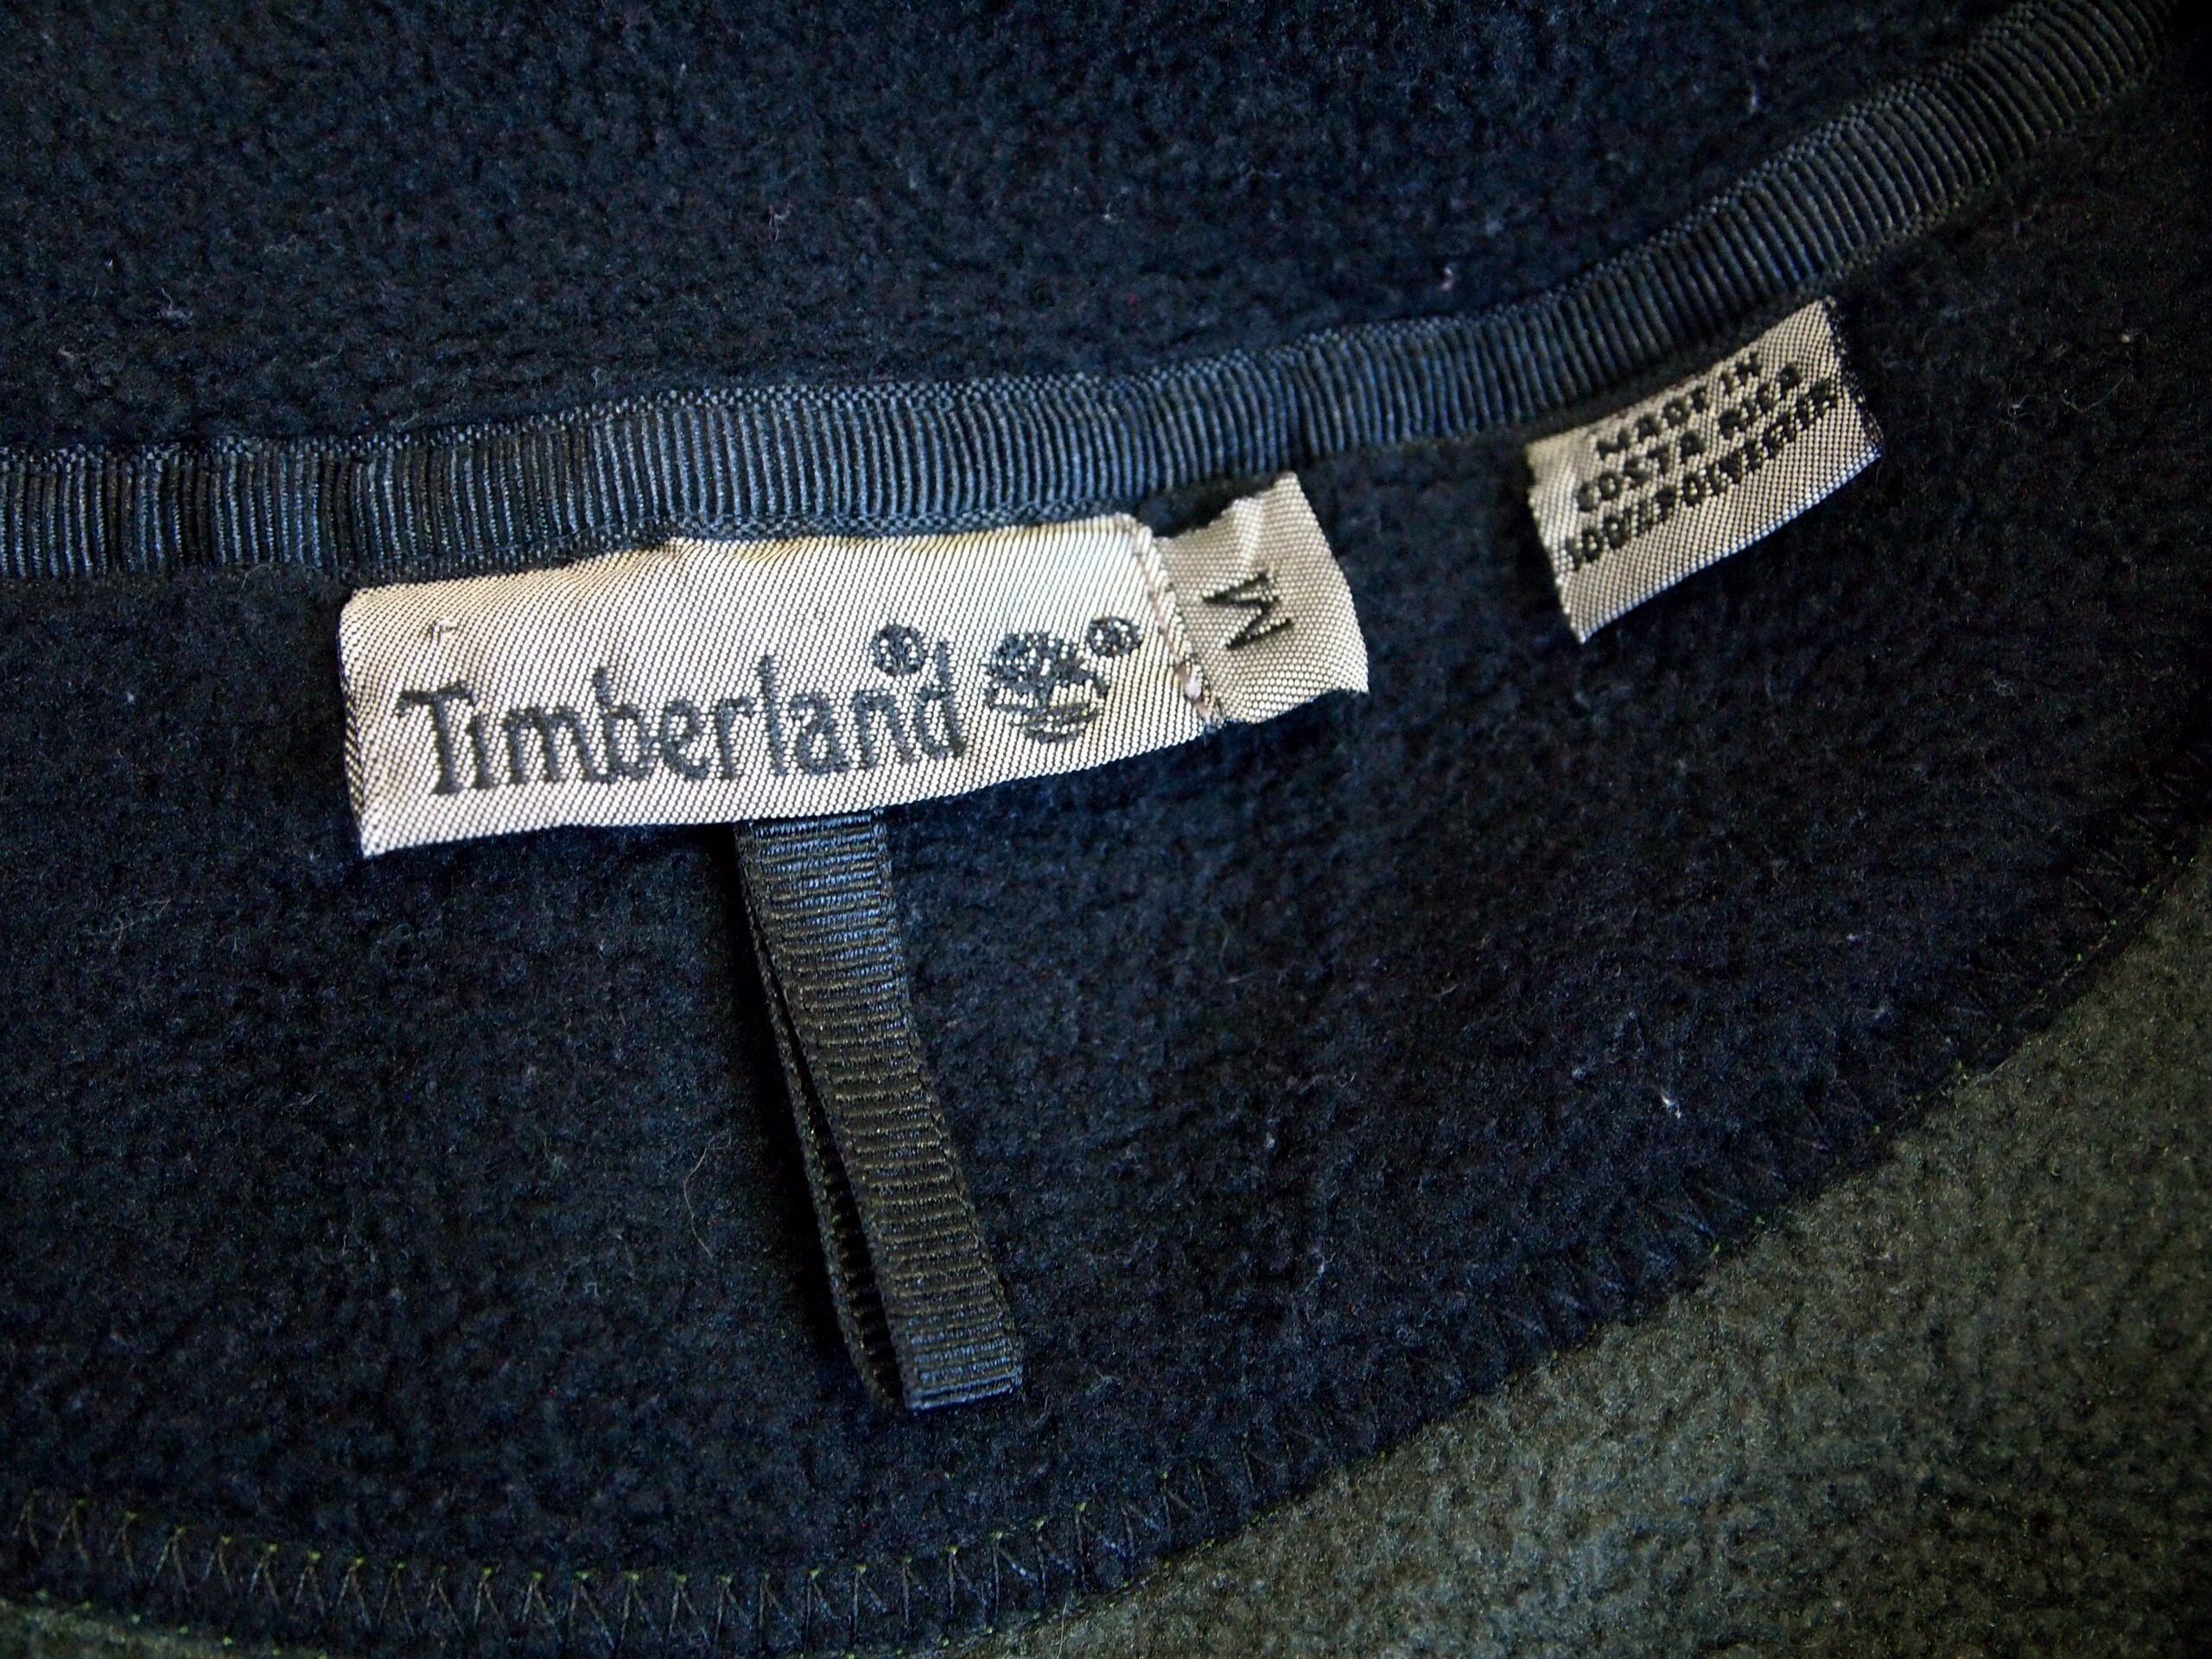 Timberland ®
M
MADE IN
COSTA RICA
100% POLYESTER